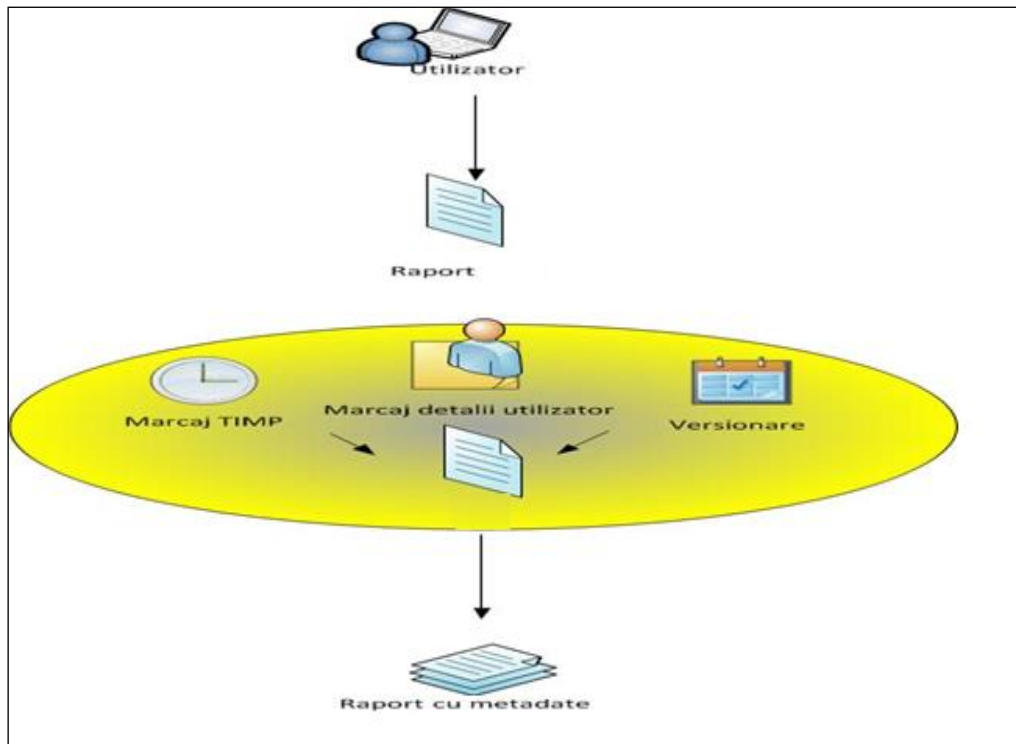 Utilizator
Raport
Marcaj TIMP
Marcaj detalii utilizator
Versionare
Raport cu metadate